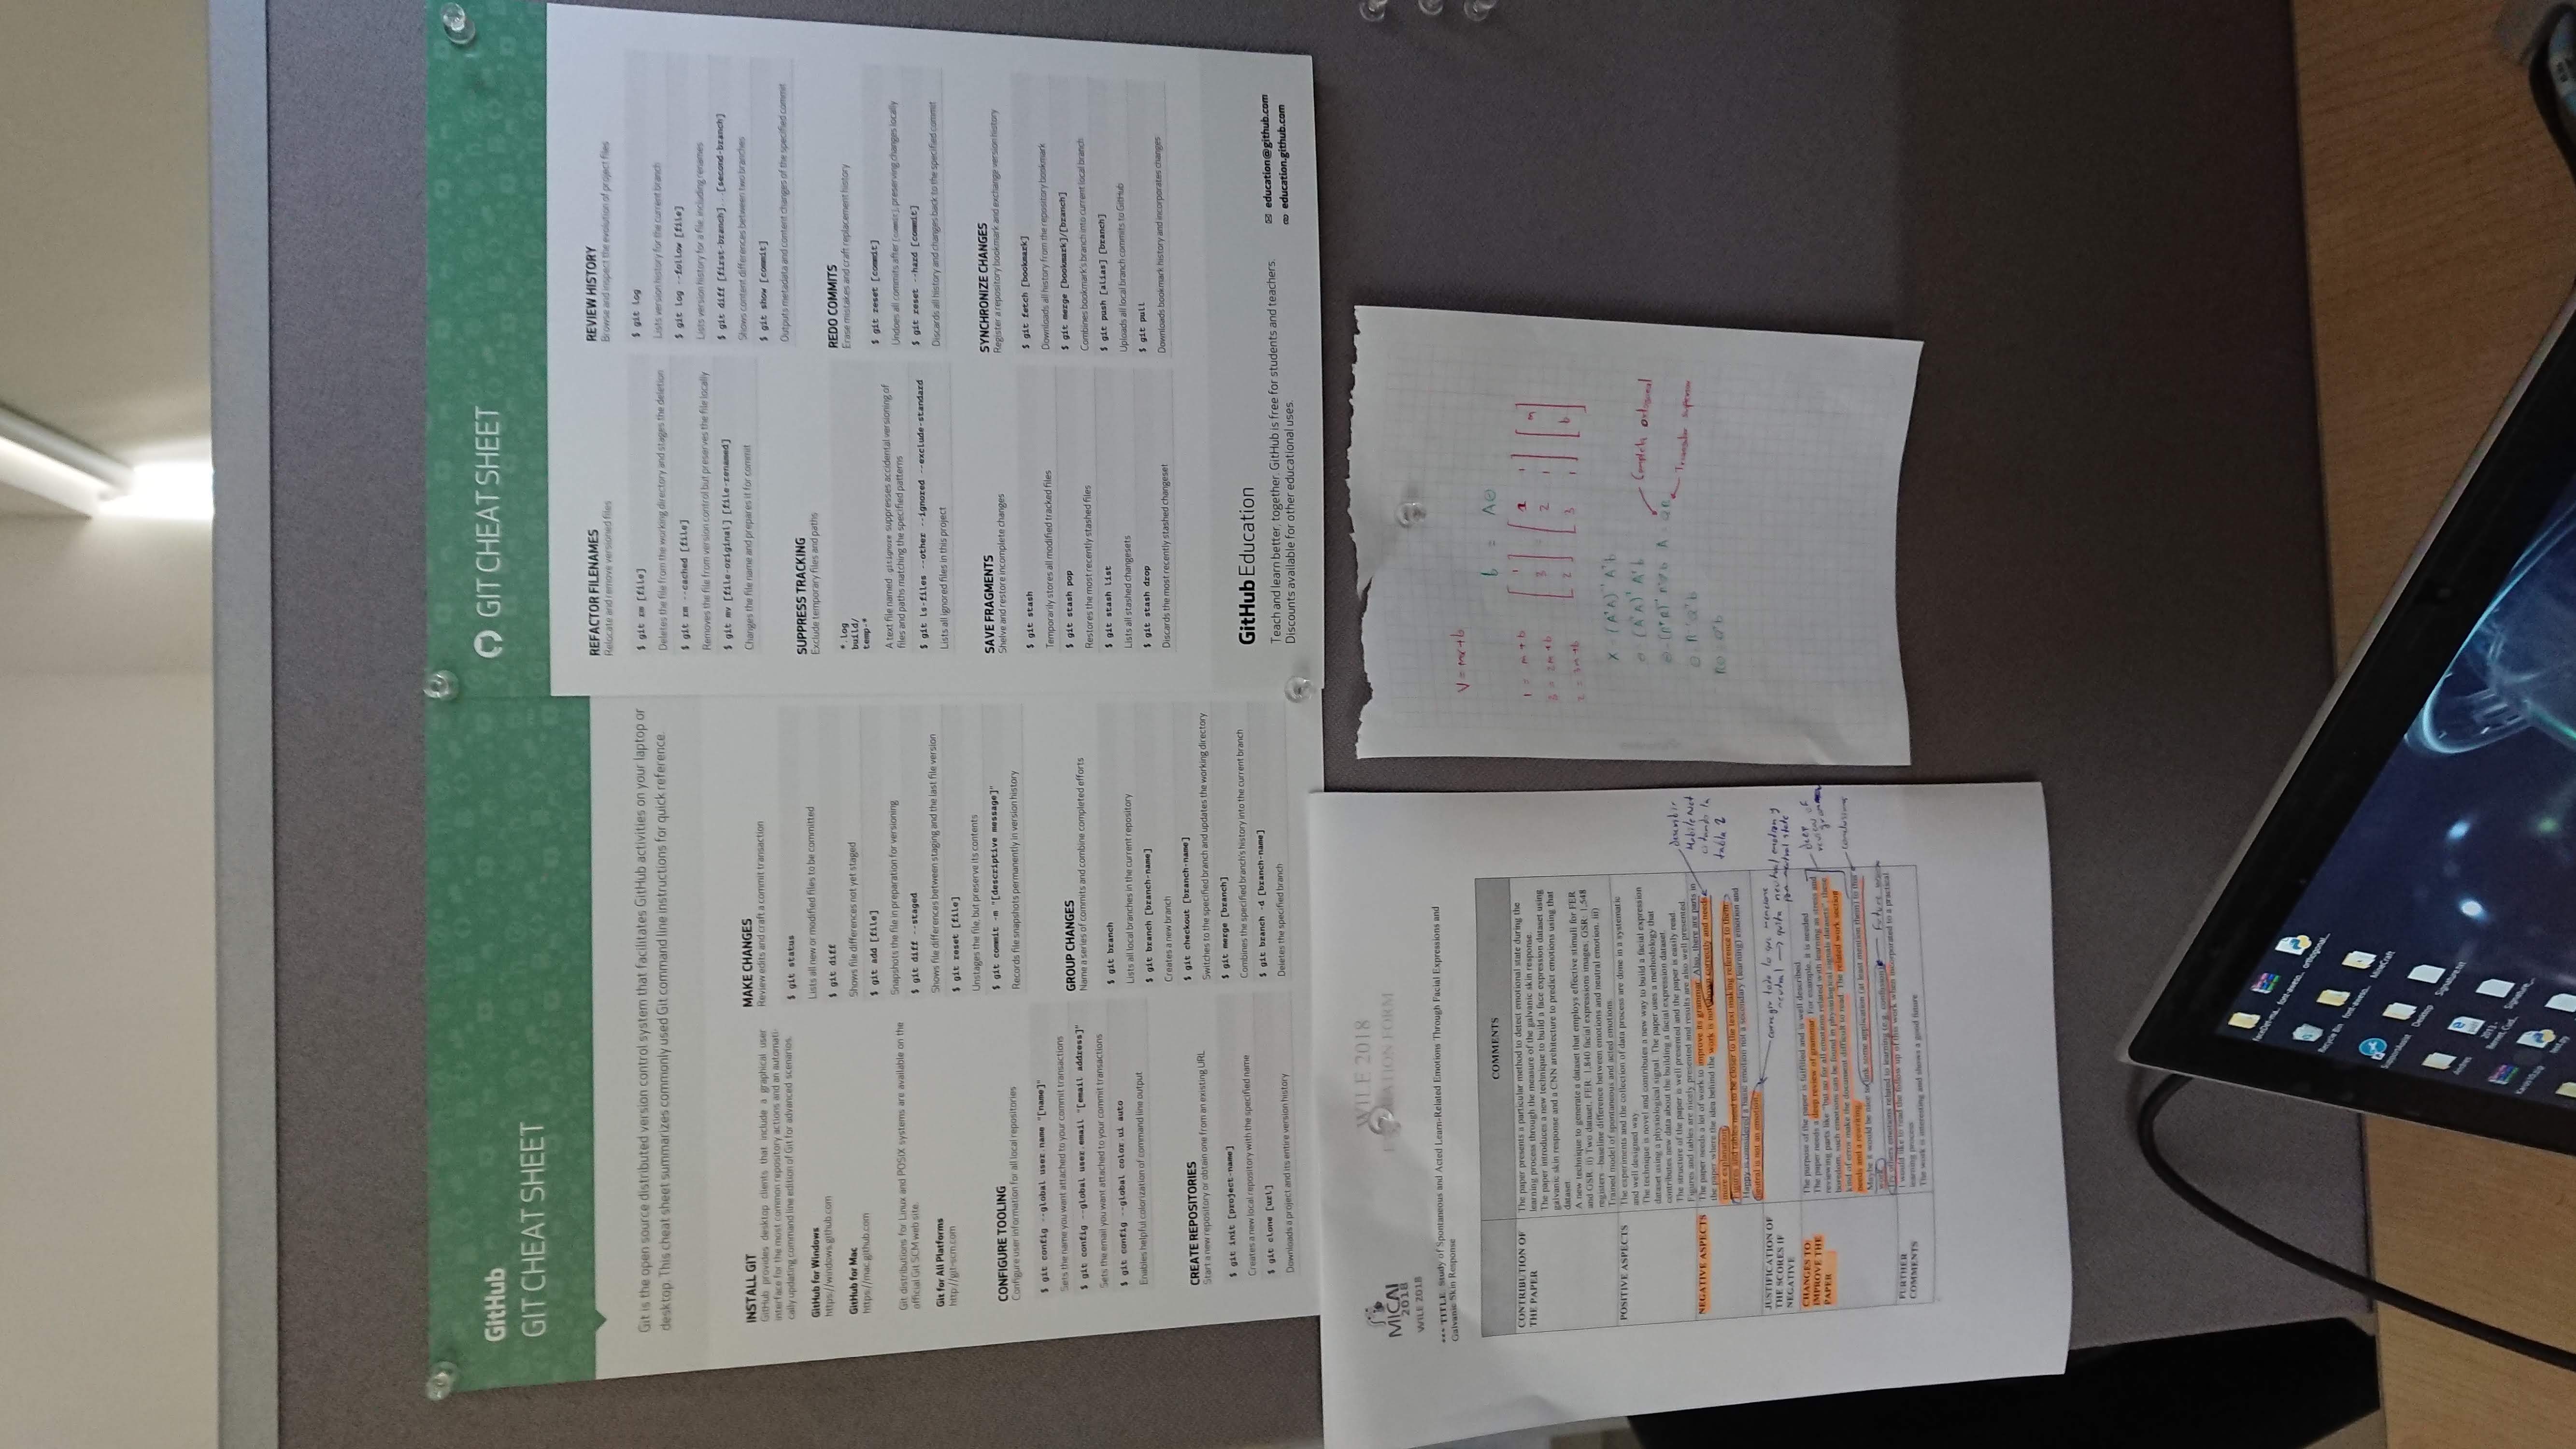 GitHub
GIT CHEAT SHEET
Git is the open source distributed version control system that facilitates GitHub activities on your laptop or
desktop. This cheat sheet summarizes commonly used Git command line instructions for quick reference.
INSTALL GIT
GitHub provides desktop clients that include a graphical user
interface for the most common repository actions and an automati-
cally updating command line edition of Git for advanced scenarios.
GitHub for Windows
https://windows.github.com
GitHub for Mac
https://mac.github.com
Git distributions for Linux and POSIX systems are available on the
official Git SCM web site.
Git for All Platforms
http://git-scm.com
CONFIGURE TOOLING
Configure user information for all local repositories
$ git config --global user.name "[name]"
Sets the name you want attached to your commit transactions
$ git config --global user.email "[email address]"
Sets the email you want attached to your commit transactions
$ git config --global color.ui auto
Enables helpful colorization of command line output
CREATE REPOSITORIES
Start a new repository or obtain one from an existing URL
$ git init [project-name]
Creates a new local repository with the specified name
$ git clone [url]
Downloads a project and its entire version history
MAKE CHANGES
Review edits and craft a commit transaction
$ git status
Lists all new or modified files to be committed
$ git diff
Shows file differences not yet staged
$ git add [file]
Snapshots the file in preparation for versioning
$ git diff --staged
Shows file differences between staging and the last file version
$ git reset [file]
Unstages the file, but preserve its contents
$ git commit -m "[descriptive message]"
Records file snapshots permanently in version history
GROUP CHANGES
Name a series of commits and combine completed efforts
$ git branch
Lists all local branches in the current repository
$ git branch [branch-name]
Creates a new branch
$ git checkout [branch-name]
Switches to the specified branch and updates the working directory
$ git merge [branch]
Combines the specified branch's history into the current branch
$ git branch -d [branch-name]
Deletes the specified branch
GIT CHEAT SHEET
REFACTOR FILENAMES
Relocate and remove versioned files
$ git rm [file]
Deletes the file from the working directory and stages the deletion
$ git rm --cached [file]
Removes the file from version control but preserves the file locally
$ git mv [file-original] [file-renamed]
Changes the file name and prepares it for commit
SUPPRESS TRACKING
Exclude temporary files and paths
*.log
build/
temp-*
A text file named .gitignore suppresses accidental versioning of
files and paths matching the specified patterns
$ git ls-files --other --ignored --exclude-standard
Lists all ignored files in this project
SAVE FRAGMENTS
Shelve and restore incomplete changes
$ git stash
Temporarily stores all modified tracked files
$ git stash pop
Restores the most recently stashed files
$ git stash list
Lists all stashed changesets
$ git stash drop
Discards the most recently stashed changeset
REVIEW HISTORY
Browse and inspect the evolution of project files
$ git log
Lists version history for the current branch
$ git log --follow [file]
Lists version history for a file, including renames
$ git diff [first-branch]...[second-branch]
Shows content differences between two branches
$ git show [commit]
Outputs metadata and content changes of the specified commit
REDO COMMITS
Erase mistakes and craft replacement history
$ git reset [commit]
Undoes all commits after [commit], preserving changes locally
$ git reset --hard [commit]
Discards all history and changes back to the specified commit
SYNCHRONIZE CHANGES
Register a repository bookmark and exchange version history
$ git fetch [bookmark]
Downloads all history from the repository bookmark
$ git merge [bookmark]/[branch]
Combines bookmark's branch into current local branch
$ git push [alias] [branch]
Uploads all local branch commits to GitHub
$ git pull
Downloads bookmark history and incorporates changes
GitHub Education
Teach and learn better, together. GitHub is free for students and teachers.
Discounts available for other educational uses.
education@github.com
education.github.com
MICAI
2018
WILE 2018
WILE 2018
FORM
*** TITLE: Study of Spontaneous and Acted Learn-Related Emotions Through Facial Expressions and
Galvanic Skin Response
COMMENTS
CONTRIBUTION OF
THE PAPER
The paper presents a particular method to detect emotional state during the
learning process through the measure of the galvanic skin response.
The paper introduces a new technique to build a face expression dataset using
galvanic skin response and a CNN architecture to predict emotions using that
dataset.
A new technique to generate a dataset that employs effective stimuli for FER
and GSR. ii) Two dataset, FER: 1,840 facial expressions images; GSR: 1,548
registers -baseline difference between emotions and neutral emotion. iii)
Trained model of spontaneous and acted emotions.
POSITIVE ASPECTS
The experiments and the collection of data process are done in a systematic
and well designed way.
The technique is novel and contributes a new way to build a facial expression
dataset using a physiological signal. The paper uses a methodology that
contributes new data about the building a facial expression dataset.
The structure of the paper is well presented and the paper is easily read.
Figures and tables are nicely presented and results are also well presented.
NEGATIVE ASPECTS
The paper needs a lot of work to improve its grammar. Also, there are parts in
the paper where the idea behind the work is not shown correctly and needs
more explanation.
Figures and tables need to be closer to the text making reference to them.
Happy is considered a basic emotion not a secondary (learning) emotion and
neutral is not an emotion.
describir
MobileNet
citando la
tabla 2
corregir todo lo que mencione
neutral → quita neutral emotion y
pon neutral state
JUSTIFICATION OF
THE SCORES IF
NEGATIVE
CHANGES TO
IMPROVE THE
PAPER
The purpose of the paper is fulfilled and is well described.
The paper needs a deep review of grammar. For example, it is needed
reviewing parts like "but no for all emotions related with learning as stress and
boredom, such emotions can be found in physiological signals datasets", these
kind of error make the document difficult to read. The related work section
needs and a rewriting.
Maybe it would be nice to link some application (at least mention them) to this
work.
Try others emotions related to learning (e.g. confusion)
deep
review of
grammar
conclusions
Future work
FURTHER
COMMENTS
I would like to read the follow up of this work when incorporated to a practical
learning process.
The work is interesting and shows a good future.
y = mx+b
b = AΘ
1 = m+b
3 = 2m+b
2 = 3m+b
1 1 1 m
3 2 1
2 3 1 b
X = (AᵀA)⁻¹ Aᵀb
Θ = (AᵀA)⁻¹ Aᵀb
A = QR
Θ = R⁻¹Qᵀb
RΘ = Qᵀb
Triangular superior
Recycle Bin
MineCraft
SupportAssist
Desktop
Signature.txt
Andres
test.py